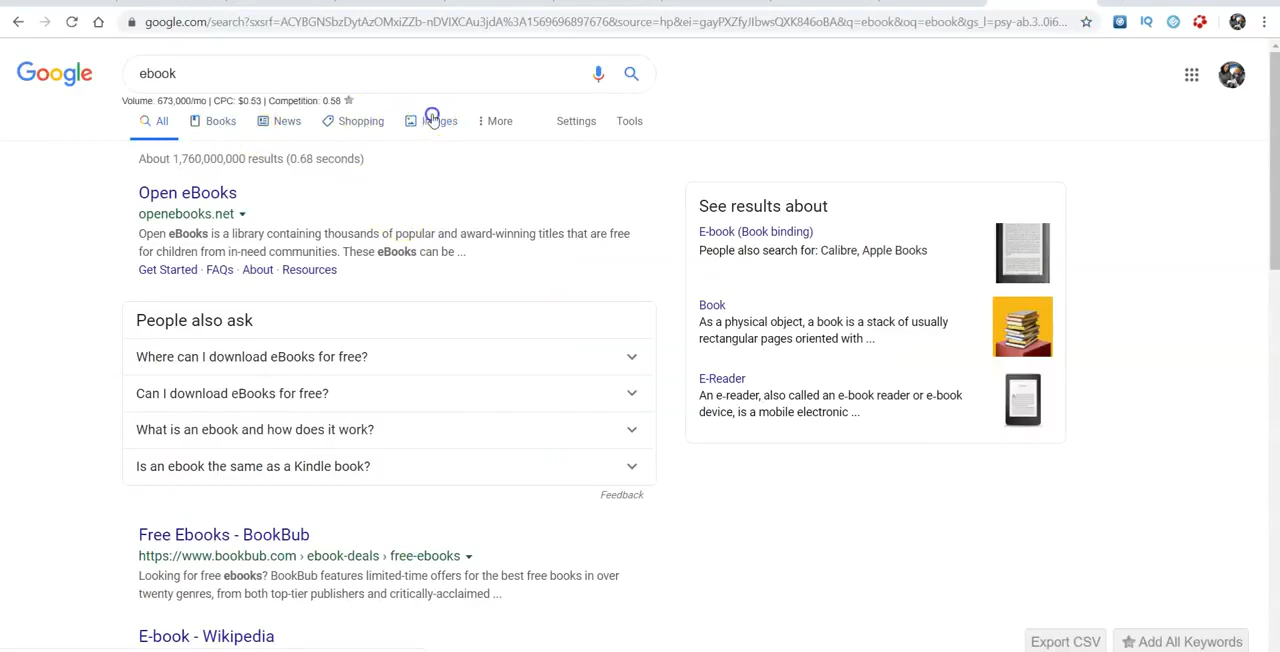 google.com/search?sxsrf=ACYBGNSbzDytAzOMxiZZb-nDVIXCAu3jdA%3A1569696897676&source=hp&ei=gayPXZfyJIbwsQXK846oBA&q=ebook&oq=ebook&gs_l=psy-ab.3..0i6...
Google
ebook
Volume: 673,000/mo | CPC: $0.53 | Competition: 0.58
All Books News Shopping Images More Settings Tools
About 1,760,000,000 results (0.68 seconds)
Open eBooks
openebooks.net
Open eBooks is a library containing thousands of popular and award-winning titles that are free
for children from in-need communities. These eBooks can be ...
Get Started · FAQs · About · Resources
People also ask
Where can I download eBooks for free?
Can I download eBooks for free?
What is an ebook and how does it work?
Is an ebook the same as a Kindle book?
Feedback
Free Ebooks - BookBub
https://www.bookbub.com › ebook-deals › free-ebooks
Looking for free ebooks? BookBub features limited-time offers for the best free books in over
twenty genres, from both top-tier publishers and critically-acclaimed ...
E-book - Wikipedia
See results about
E-book (Book binding)
People also search for: Calibre, Apple Books
Book
As a physical object, a book is a stack of usually
rectangular pages oriented with ...
E-Reader
An e-reader, also called an e-book reader or e-book
device, is a mobile electronic ...
Export CSV
Add All Keywords